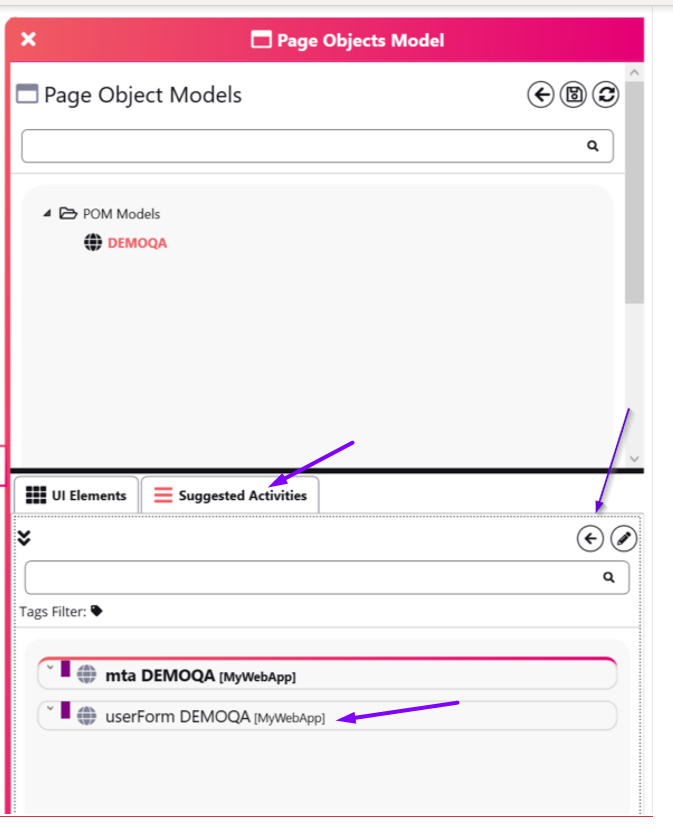 Page Objects Model
Page Object Models
POM Models
DEMOQA
UI Elements
Suggested Activities
Tags Filter:
mta DEMOQA [MyWebApp]
userForm DEMOQA [MyWebApp]